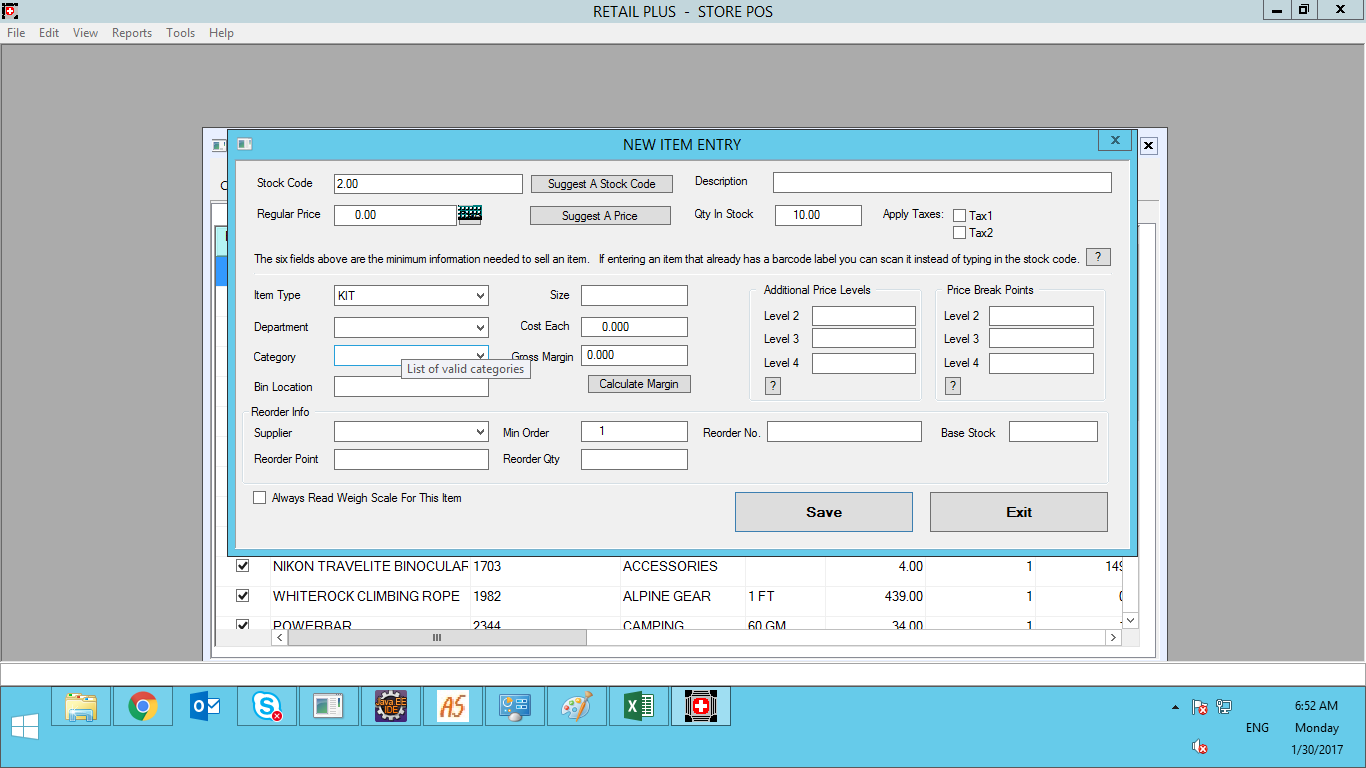 RETAIL PLUS - STORE POS
File Edit View Reports Tools Help
NEW ITEM ENTRY
Stock Code 2.00 Suggest A Stock Code Description
Regular Price 0.00 Suggest A Price Qty In Stock 10.00 Apply Taxes: Tax1
Tax2
The six fields above are the minimum information needed to sell an item. If entering an item that already has a barcode label you can scan it instead of typing in the stock code. ?
Item Type KIT Size Additional Price Levels Price Break Points
Level 2 Level 2
Department Cost Each 0.000
Level 3 Level 3
Category Gross Margin 0.000
Level 4 Level 4
List of valid categories
Bin Location Calculate Margin ? ?
Reorder Info
Supplier Min Order 1 Reorder No. Base Stock
Reorder Point Reorder Qty
Always Read Weigh Scale For This Item
Save Exit
NIKON TRAVELITE BINOCULAR 1703 ACCESSORIES 4.00 1 149
WHITEROCK CLIMBING ROPE 1982 ALPINE GEAR 1 FT 439.00 1
POWERBAR 2344 CAMPING 60 GM 34.00 1
Java EE
IDE
AS
6:52 AM
ENG Monday
1/30/2017